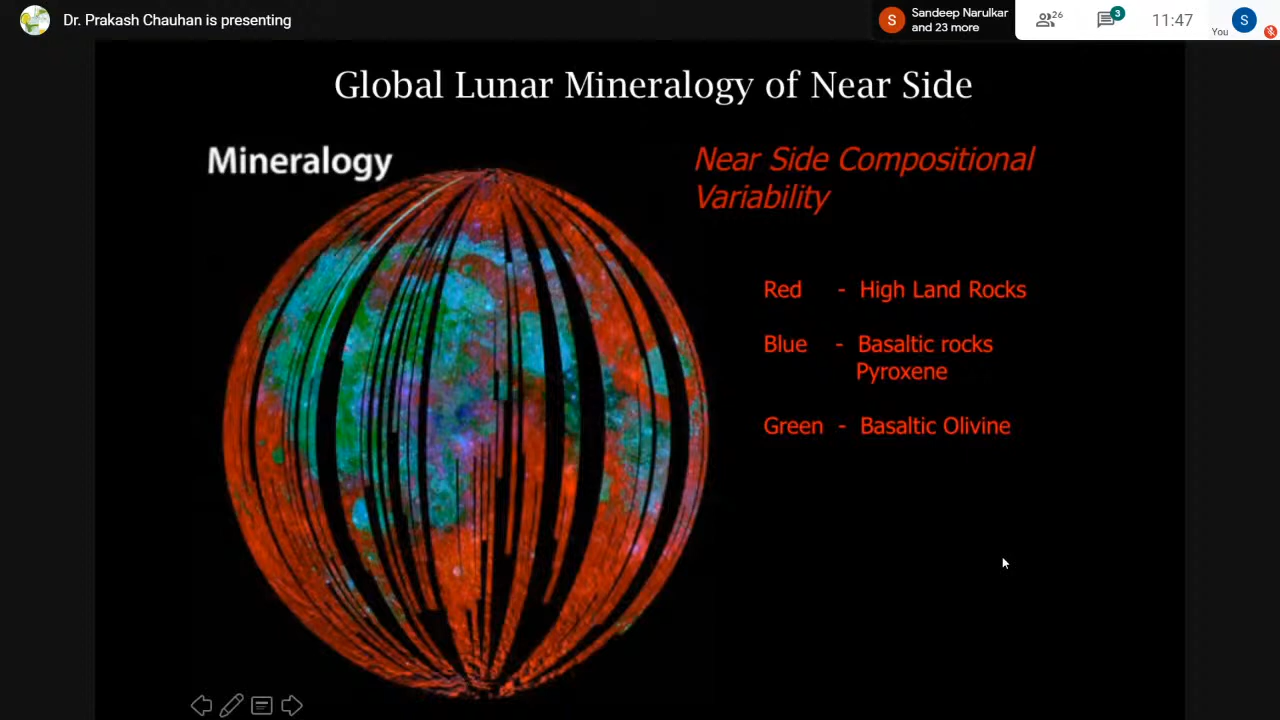 Dr. Prakash Chauhan is presenting
S
Sandeep Narulkar
and 23 more
26
3
11:47
You
S
Global Lunar Mineralogy of Near Side
Mineralogy
Near Side Compositional
Variability
Red - High Land Rocks
Blue - Basaltic rocks
Pyroxene
Green - Basaltic Olivine